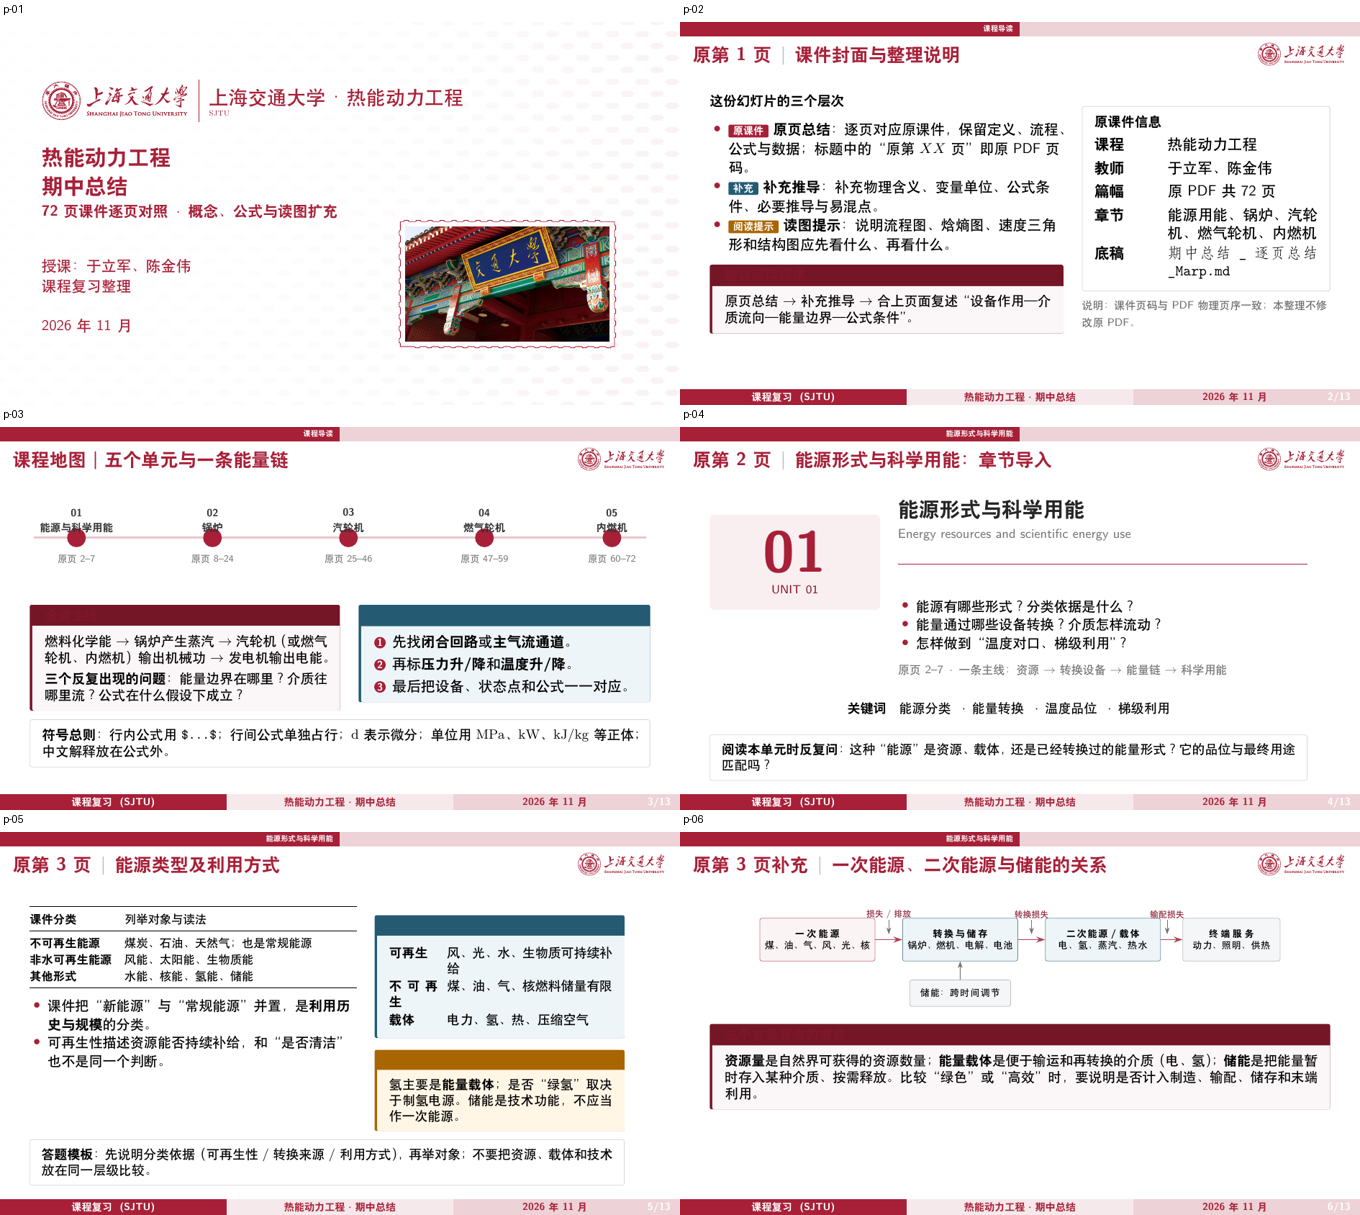 p-01
上海交通大学
SHANGHAI JIAO TONG UNIVERSITY
上海交通大学 · 热能动力工程
SJTU
热能动力工程
期中总结
72 页课件逐页对照 · 概念、公式与读图扩充
授课：于立军、陈金伟
课程复习整理
2026 年 11 月
交通大学
p-02
课程导读
原第 1 页 | 课件封面与整理说明
上海交通大学
SHANGHAI JIAO TONG UNIVERSITY
这份幻灯片的三个层次
• 原课件 原页总结：逐页对应原课件，保留定义、流程、
公式与数据；标题中的“原第 XX 页”即原 PDF 页
码。
• 补充 补充推导：补充物理含义、变量单位、公式条
件、必要推导与易混点。
• 阅读提示 读图提示：说明流程图、焓熵图、速度三角
形和结构图应先看什么、再看什么。
原页总结 → 补充推导 → 合上页面复述“设备作用—介
质流向—能量边界—公式条件”。
原课件信息
课程 热能动力工程
教师 于立军、陈金伟
篇幅 原 PDF 共 72 页
章节 能源用能、锅炉、汽轮
机、燃气轮机、内燃机
底稿 期中总结 _ 逐页总结
_Marp.md
说明：课件页码与 PDF 物理页序一致；本整理不修
改原 PDF。
课程复习 (SJTU) 热能动力工程 · 期中总结 2026 年 11 月 2/13
p-03
课程导读
课程地图 | 五个单元与一条能量链
上海交通大学
SHANGHAI JIAO TONG UNIVERSITY
01 02 03 04 05
能源与科学用能 锅炉 汽轮机 燃气轮机 内燃机
原页 2–7 原页 8–24 原页 25–46 原页 47–59 原页 60–72
燃料化学能 → 锅炉产生蒸汽 → 汽轮机 (或燃气
轮机、内燃机) 输出机械功 → 发电机输出电能。
三个反复出现的问题：能量边界在哪里？介质往
哪里流？公式在什么假设下成立？
1 先找闭合回路或主气流通道。
2 再标压力升/降和温度升/降。
3 最后把设备、状态点和公式一一对应。
符号总则：行内公式用 $...$；行间公式单独占行；d 表示微分；单位用 MPa、kW、kJ/kg 等正体；
中文解释放在公式外。
课程复习 (SJTU) 热能动力工程 · 期中总结 2026 年 11 月 3/13
p-04
能源形式与科学用能
原第 2 页 | 能源形式与科学用能：章节导入
上海交通大学
SHANGHAI JIAO TONG UNIVERSITY
01
UNIT 01
能源形式与科学用能
Energy resources and scientific energy use
• 能源有哪些形式？分类依据是什么？
• 能量通过哪些设备转换？介质怎样流动？
• 怎样做到“温度对口、梯级利用”？
原页 2–7 · 一条主线：资源 → 转换设备 → 能量链 → 科学用能
关键词 能源分类 · 能量转换 · 温度品位 · 梯级利用
阅读本单元时反复问：这种“能源”是资源、载体，还是已经转换过的能量形式？它的品位与最终用途
匹配吗？
课程复习 (SJTU) 热能动力工程 · 期中总结 2026 年 11 月 4/13
p-05
能源形式与科学用能
原第 3 页 | 能源类型及利用方式
上海交通大学
SHANGHAI JIAO TONG UNIVERSITY
课件分类 列举对象与读法
不可再生能源 煤炭、石油、天然气；也是常规能源
非水可再生能源 风能、太阳能、生物质能
其他形式 水能、核能、氢能、储能
• 课件把“新能源”与“常规能源”并置，是利用历
史与规模的分类。
• 可再生性描述资源能否持续补给，和“是否清洁”
也不是同一个判断。
可再生 风、光、水、生物质可持续补
给
不可再 煤、油、气、核燃料储量有限
生
载体 电力、氢、热、压缩空气
氢主要是能量载体；是否“绿氢”取决
于制氢电源。储能是技术功能，不应当
作一次能源。
答题模板：先说明分类依据 (可再生性 / 转换来源 / 利用方式)，再举对象；不要把资源、载体和技术
放在同一层级比较。
课程复习 (SJTU) 热能动力工程 · 期中总结 2026 年 11 月 5/13
p-06
能源形式与科学用能
原第 3 页补充 | 一次能源、二次能源与储能的关系
上海交通大学
SHANGHAI JIAO TONG UNIVERSITY
损失 / 排放 转换损失 输配损失
一次能源 转换与储存 二次能源 / 载体 终端服务
煤、油、气、风、光、核 锅炉、燃机、电解、电池 电、氢、蒸汽、热水 动力、照明、供热
储能：跨时间调节
资源量是自然界可获得的资源数量；能量载体是便于输运和再转换的介质 (电、氢)；储能是把能量暂
时存入某种介质、按需释放。比较“绿色”或“高效”时，要说明是否计入制造、输配、储存和末端
利用。
课程复习 (SJTU) 热能动力工程 · 期中总结 2026 年 11 月 6/13